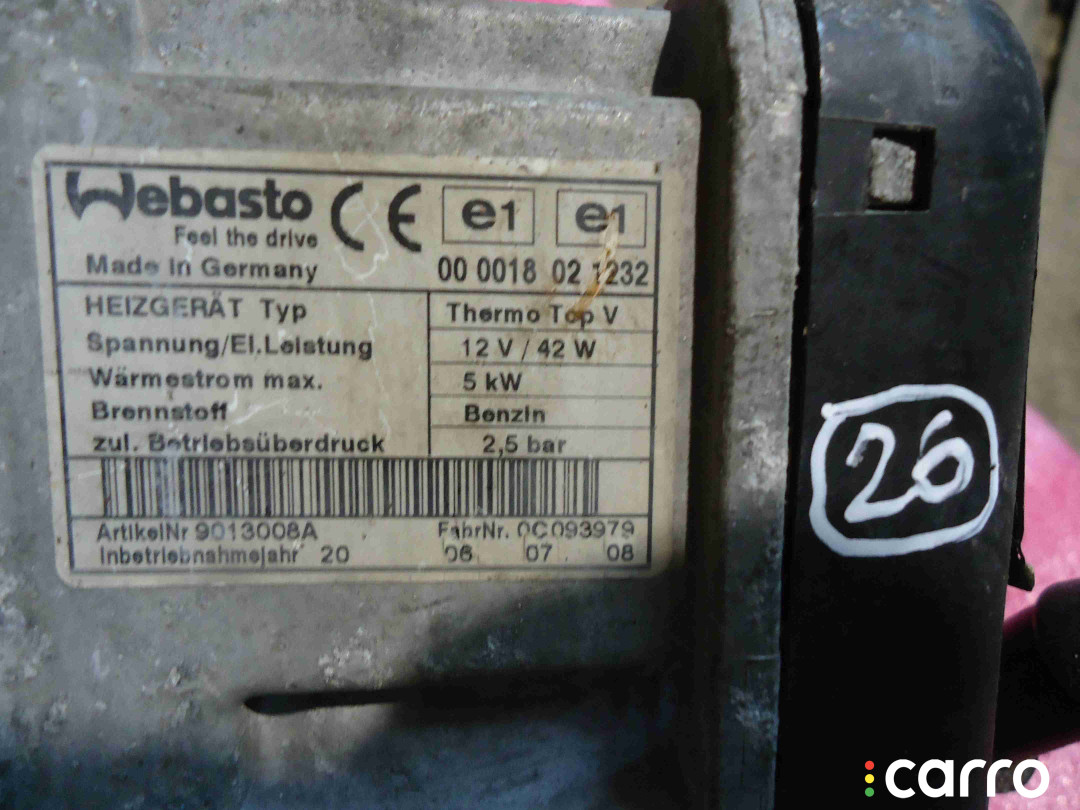 Webasto CE e1 e1
Feel the drive
Made in Germany 00 0018 02 1232
HEIZGERÄT Typ Thermo Top V
Spannung/El.Leistung 12 V / 42 W
Wärmestrom max. 5 kW
Brennstoff Benzin
zul. Betriebsüberdruck 2,5 bar
ArtikelNr 9013008A FabrNr. 0C093979
Inbetriebnahmejahr 20 06 07 08
26
carro